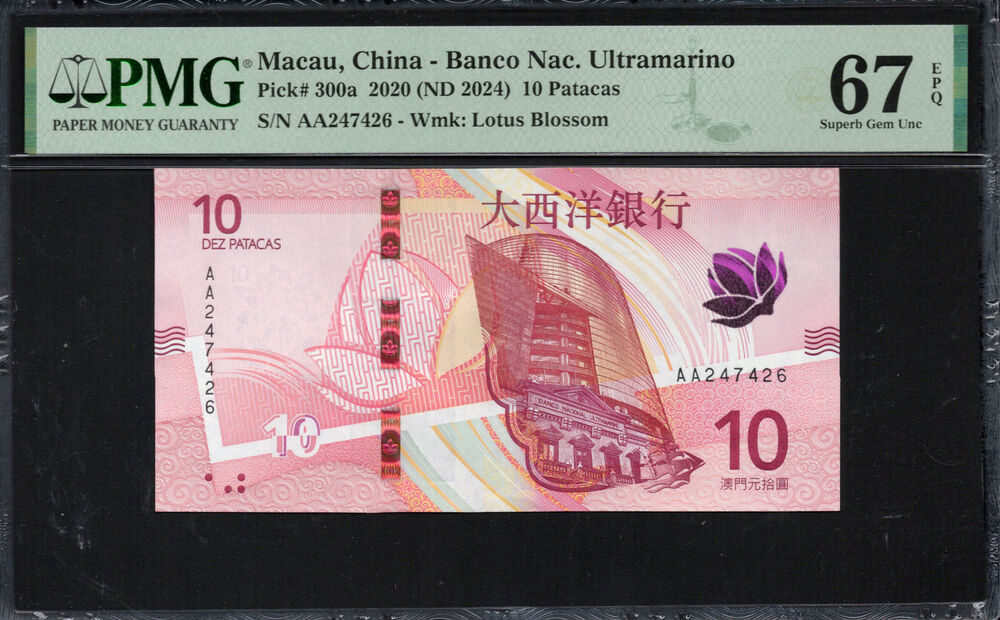 PMG®
PAPER MONEY GUARANTY
Macau, China - Banco Nac. Ultramarino
Pick# 300a 2020 (ND 2024) 10 Patacas
S/N AA247426 - Wmk: Lotus Blossom
67
EPQ
Superb Gem Unc
10
DEZ PATACAS
大西洋銀行
AA247426
10
BANCO NACIONAL ULTRAMARINO
AA247426
10
10
澳門元拾圓